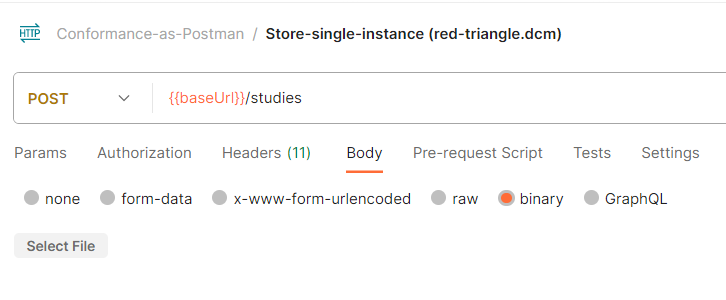 HTTP Conformance-as-Postman / Store-single-instance (red-triangle.dcm)
POST {{baseUrl}}/studies
Params Authorization Headers (11) Body Pre-request Script Tests Settings
none form-data x-www-form-urlencoded raw binary GraphQL
Select File